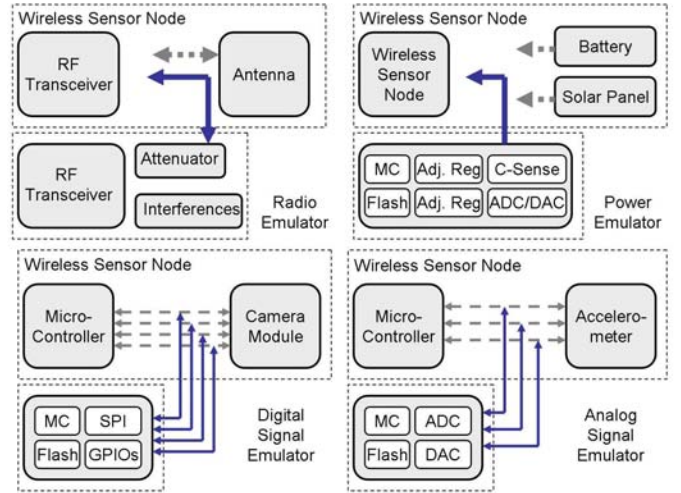 Wireless Sensor Node
RF
Transceiver
Antenna
RF
Transceiver
Attenuator
Interferences
Radio
Emulator
Wireless Sensor Node
Wireless
Sensor
Node
Battery
Solar Panel
MC
Adj. Reg
C-Sense
Flash
Adj. Reg
ADC/DAC
Power
Emulator
Wireless Sensor Node
Micro-
Controller
Camera
Module
MC
SPI
Flash
GPIOs
Digital
Signal
Emulator
Wireless Sensor Node
Micro-
Controller
Accelero-
meter
MC
ADC
Flash
DAC
Analog
Signal
Emulator